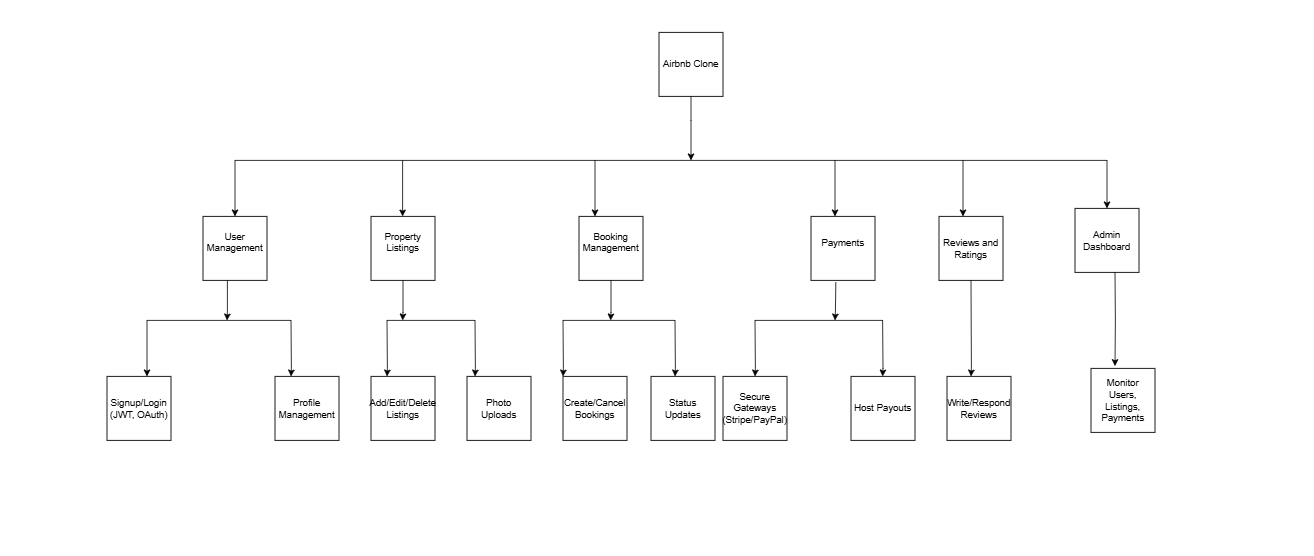 Airbnb Clone
User
Management
Property
Listings
Booking
Management
Payments
Reviews and
Ratings
Admin
Dashboard
Signup/Login
(JWT, OAuth)
Profile
Management
Add/Edit/Delete
Listings
Photo
Uploads
Create/Cancel
Bookings
Status
Updates
Secure
Gateways
(Stripe/PayPal)
Host Payouts
Write/Respond
Reviews
Monitor
Users,
Listings,
Payments